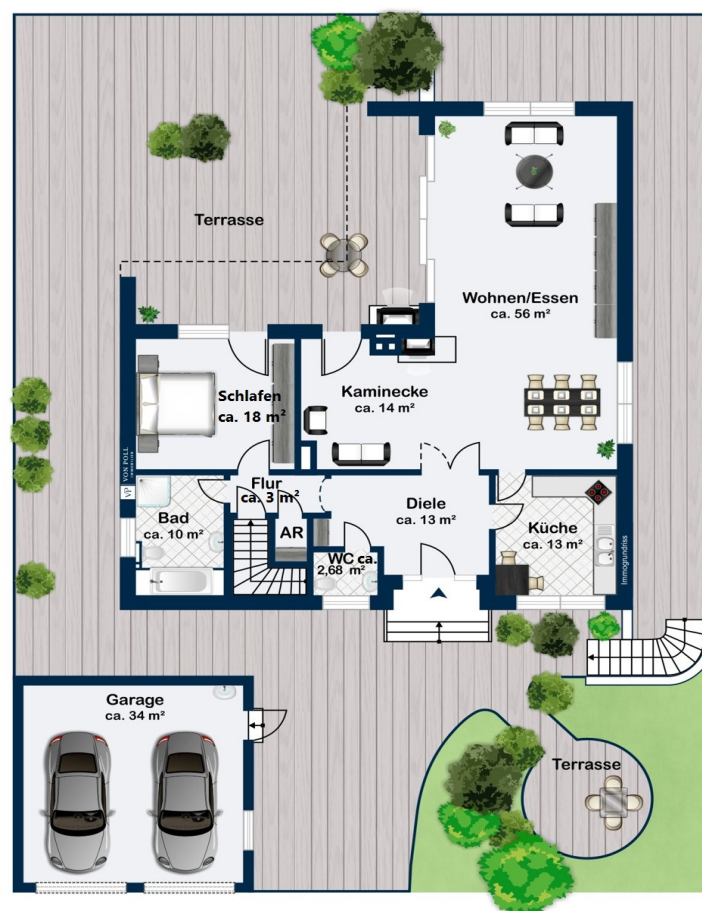 Terrasse
Wohnen/Essen
ca. 56 m²
Schlafen
ca. 18 m²
Kaminecke
ca. 14 m²
VON POLL
IMMOBILIEN
VP
Flur
ca. 3 m²
Bad
ca. 10 m²
AR
Diele
ca. 13 m²
WC ca.
2,68 m²
Küche
ca. 13 m²
Immogrundriss
Garage
ca. 34 m²
Terrasse